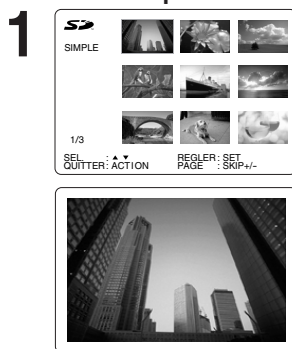 1
SD
SIMPLE
1/3
SEL. : ▲ ▼ REGLER : SET
QUITTER : ACTION PAGE : SKIP+/–